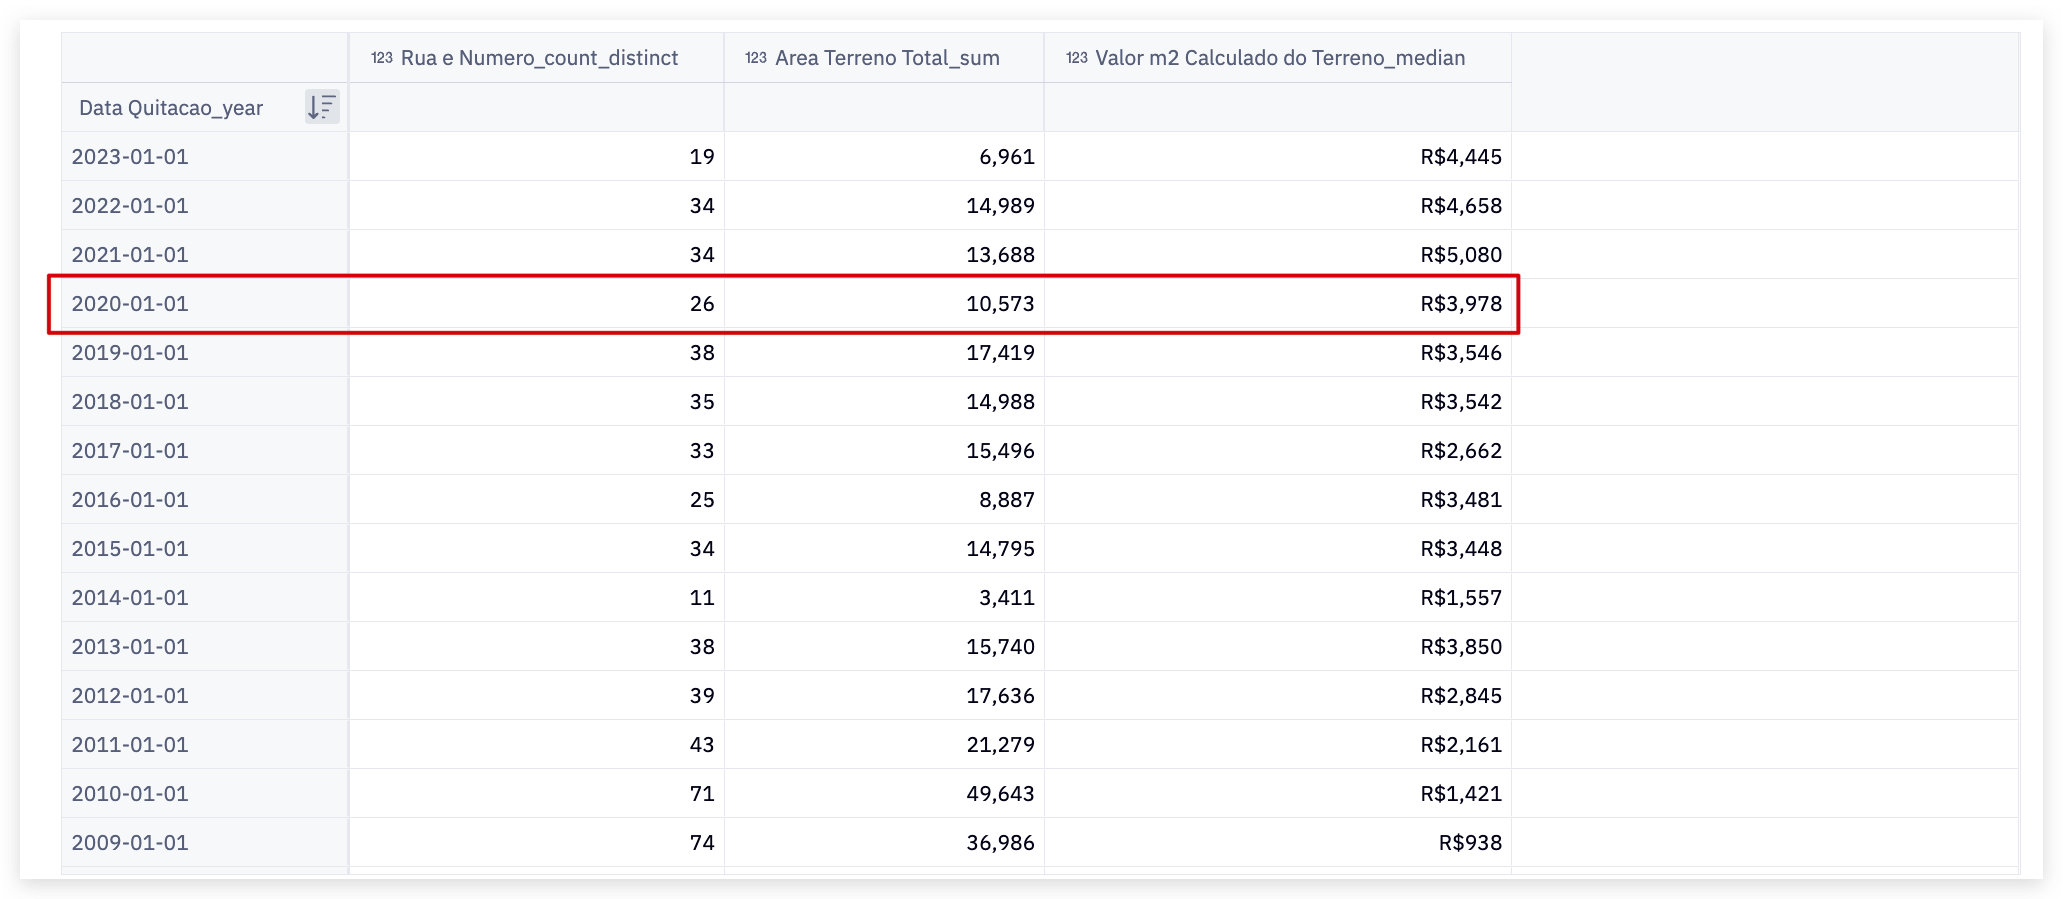 123 Rua e Numero_count_distinct 123 Area Terreno Total_sum 123 Valor m2 Calculado do Terreno_median
Data Quitacao_year
2023-01-01 19 6,961 R$4,445
2022-01-01 34 14,989 R$4,658
2021-01-01 34 13,688 R$5,080
2020-01-01 26 10,573 R$3,978
2019-01-01 38 17,419 R$3,546
2018-01-01 35 14,988 R$3,542
2017-01-01 33 15,496 R$2,662
2016-01-01 25 8,887 R$3,481
2015-01-01 34 14,795 R$3,448
2014-01-01 11 3,411 R$1,557
2013-01-01 38 15,740 R$3,850
2012-01-01 39 17,636 R$2,845
2011-01-01 43 21,279 R$2,161
2010-01-01 71 49,643 R$1,421
2009-01-01 74 36,986 R$938